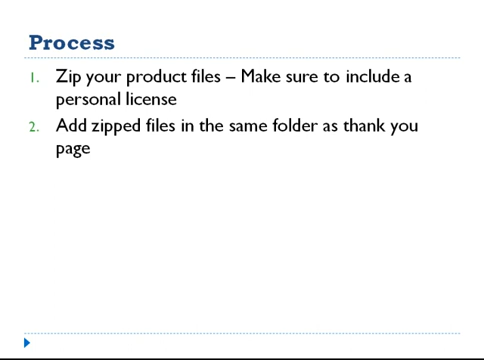 Process
1. Zip your product files – Make sure to include a
personal license
2. Add zipped files in the same folder as thank you
page